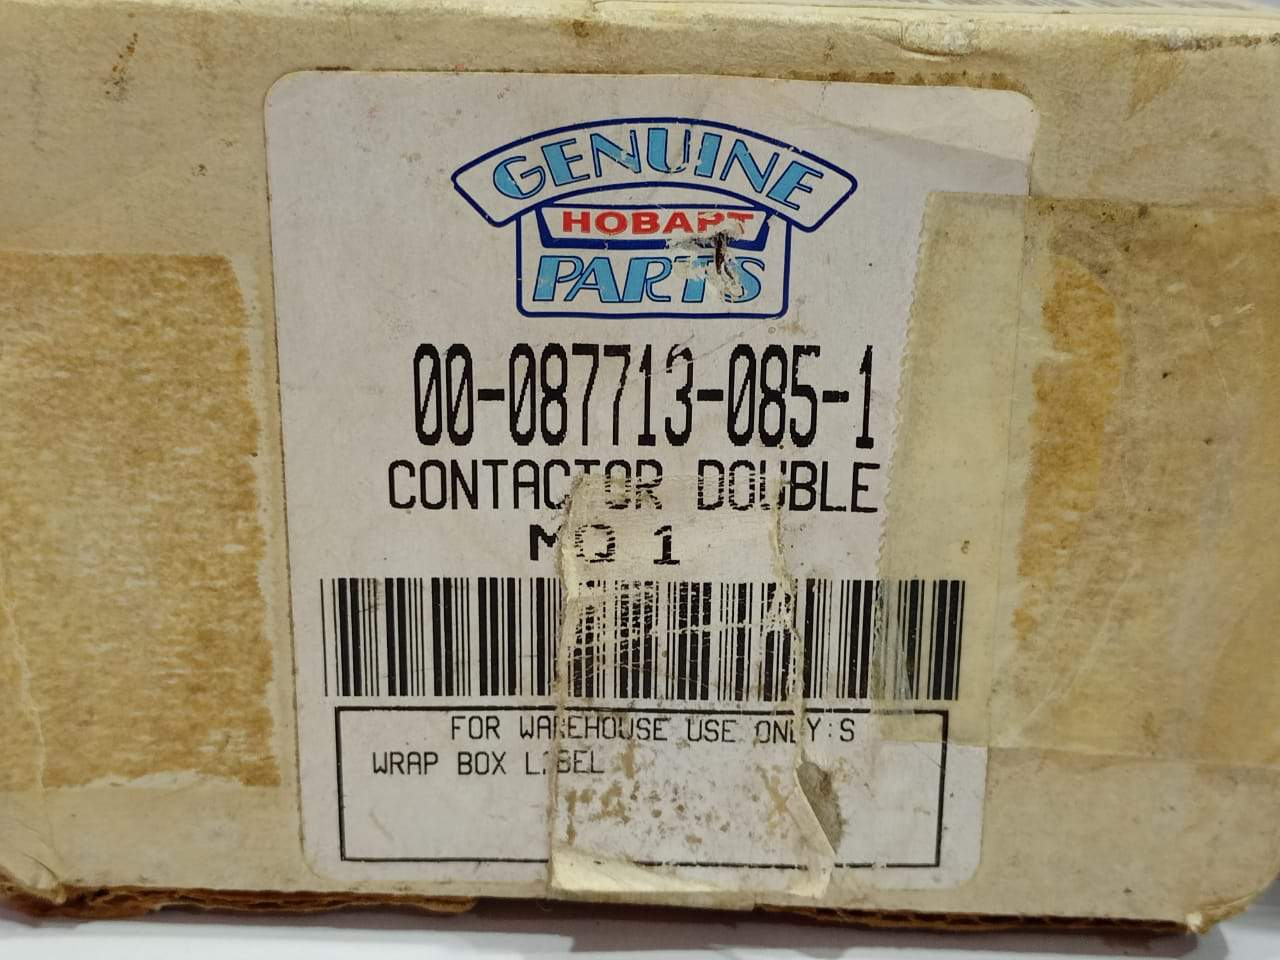 GENUINE
HOBART
PARTS
00-087713-085-1
CONTACTOR DOUBLE
MQ 1
FOR WAREHOUSE USE ONLY:S
WRAP BOX LABEL